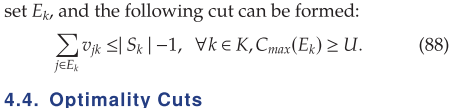 set E_k, and the following cut can be formed:
∑_{j∈E_k} v_{jk} ≤| S_k | −1, ∀k ∈ K, C_{max}(E_k) ≥ U. (88)
4.4. Optimality Cuts